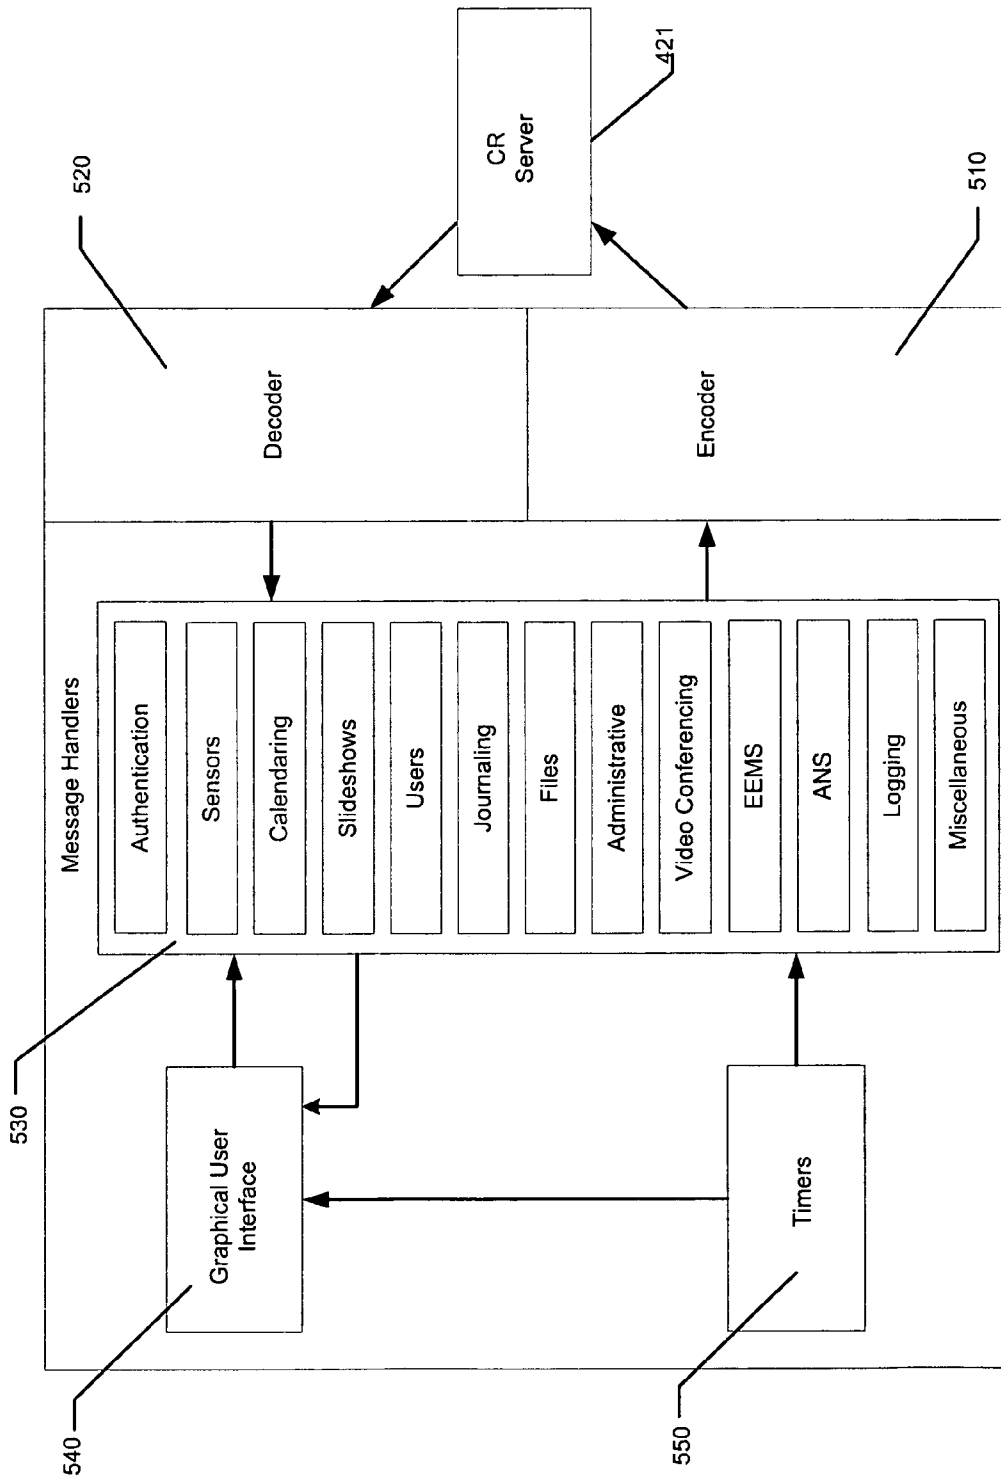 Message Handlers
530
Authentication
Sensors
Calendaring
Slideshows
Users
Journaling
Files
Administrative
Video Conferencing
EEMS
ANS
Logging
Miscellaneous
540
Graphical User
Interface
550
Timers
520
Decoder
510
Encoder
CR
Server
421